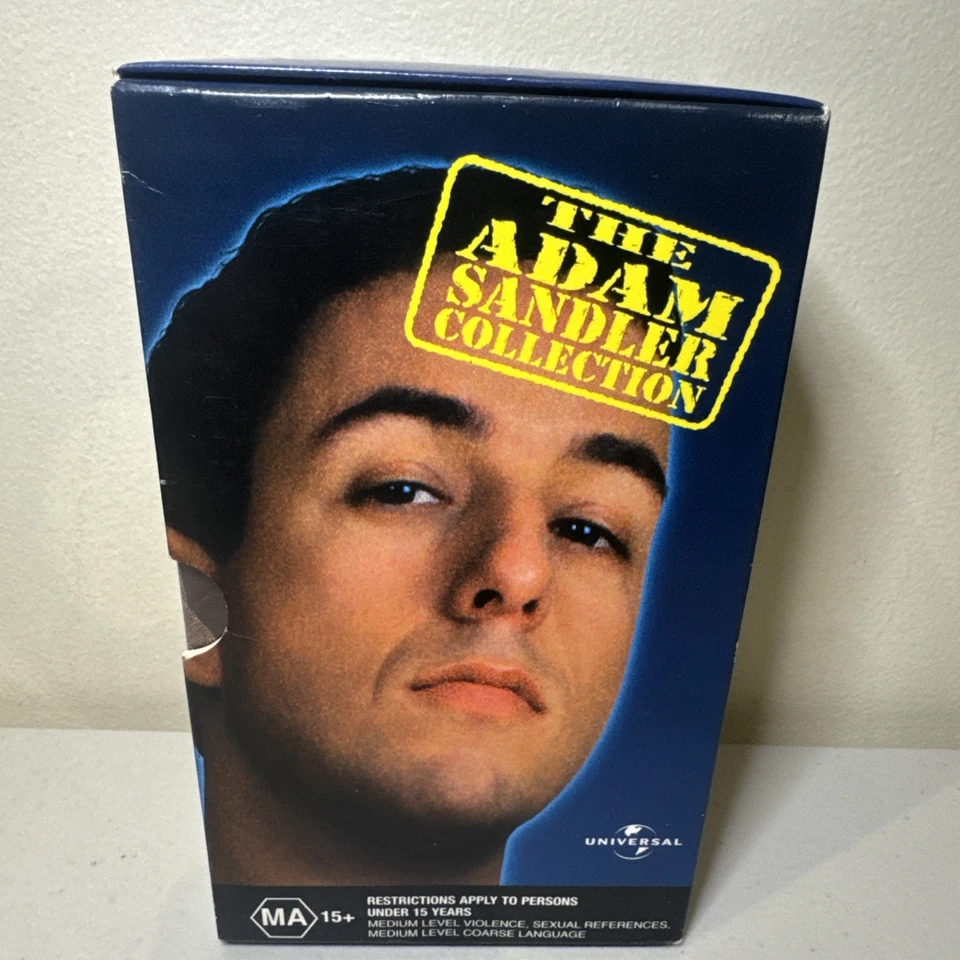 THE
ADAM
SANDLER
COLLECTION
UNIVERSAL
MA 15+
RESTRICTIONS APPLY TO PERSONS
UNDER 15 YEARS
MEDIUM LEVEL VIOLENCE, SEXUAL REFERENCES,
MEDIUM LEVEL COARSE LANGUAGE